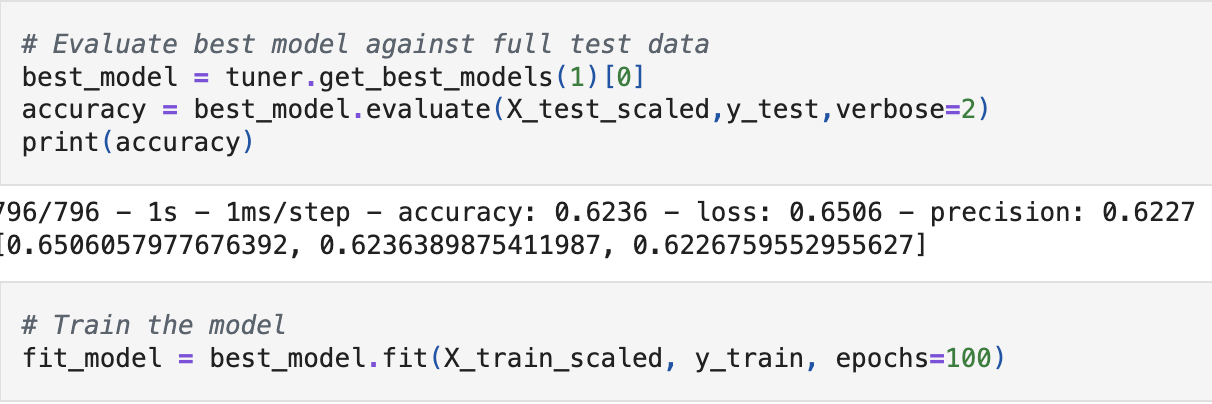 # Evaluate best model against full test data
best_model = tuner.get_best_models(1)[0]
accuracy = best_model.evaluate(X_test_scaled,y_test,verbose=2)
print(accuracy)
796/796 – 1s – 1ms/step – accuracy: 0.6236 – loss: 0.6506 – precision: 0.6227
[0.6506057977676392, 0.6236389875411987, 0.6226759552955627]
# Train the model
fit_model = best_model.fit(X_train_scaled, y_train, epochs=100)